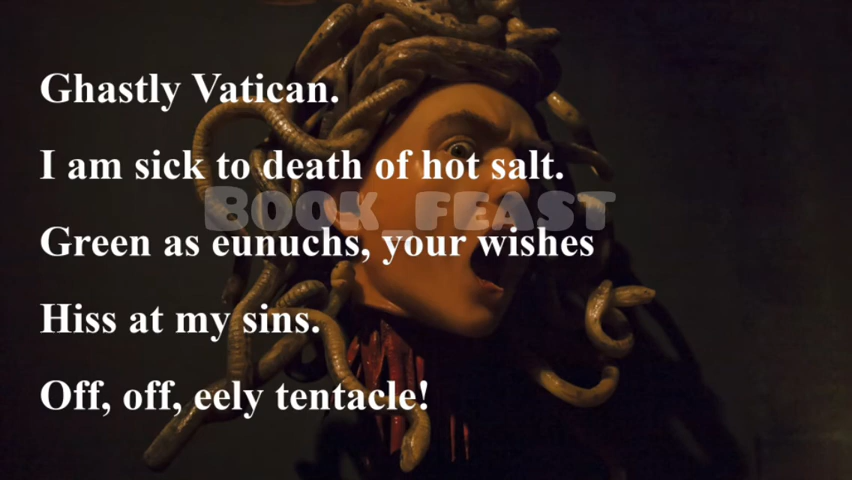 Ghastly Vatican.
I am sick to death of hot salt.
BOOK_FEAST
Green as eunuchs, your wishes
Hiss at my sins.
Off, off, eely tentacle!